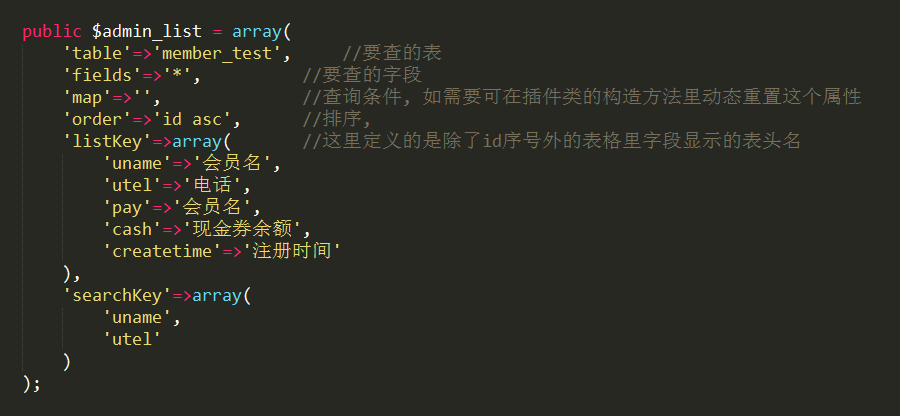 public $admin_list = array(
    'table'=>'member_test',     //要查的表
    'fields'=>'*',          //要查的字段
    'map'=>'',              //查询条件, 如需要可在插件类的构造方法里动态重置这个属性
    'order'=>'id asc',      //排序,
    'listKey'=>array(       //这里定义的是除了id序号外的表格里字段显示的表头名
        'uname'=>'会员名',
        'utel'=>'电话',
        'pay'=>'会员名',
        'cash'=>'现金券余额',
        'createtime'=>'注册时间'
    ),
    'searchKey'=>array(
        'uname',
        'utel'
    )
);